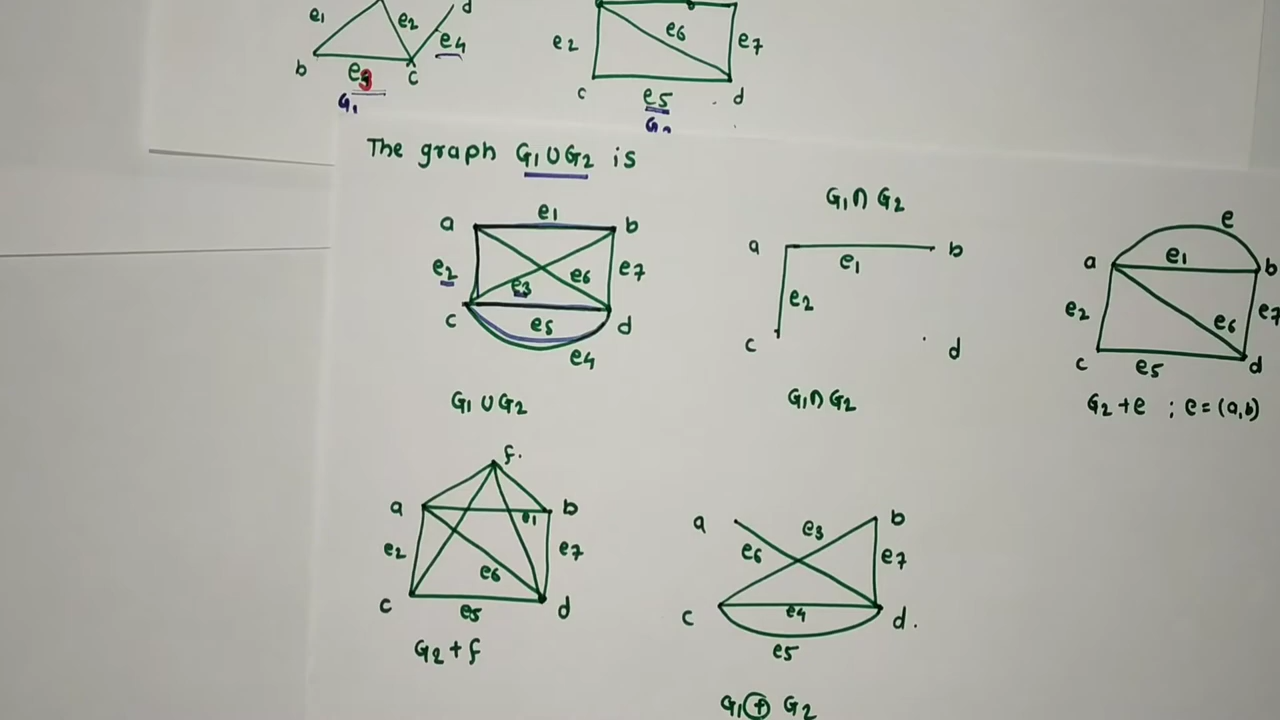 e1 e2 d
e4
b e3 c
G1
e2 e6 e7
c e5 d
The graph G1 ∪ G2 is
a e1 b
e2 e6 e7
e3
c e5 d
e4
G1 ∪ G2
G1 ∩ G2
a e1 b
e2
c d
G1 ∩ G2
e
a e1 b
e2 e6 e7
c e5 d
G2 + e ; e = (a,b)
f.
a e1 b
e2 e6 e7
c e5 d
G2 + f
a e3 b
e6 e7
c e4 d.
e5
G1 ⊕ G2